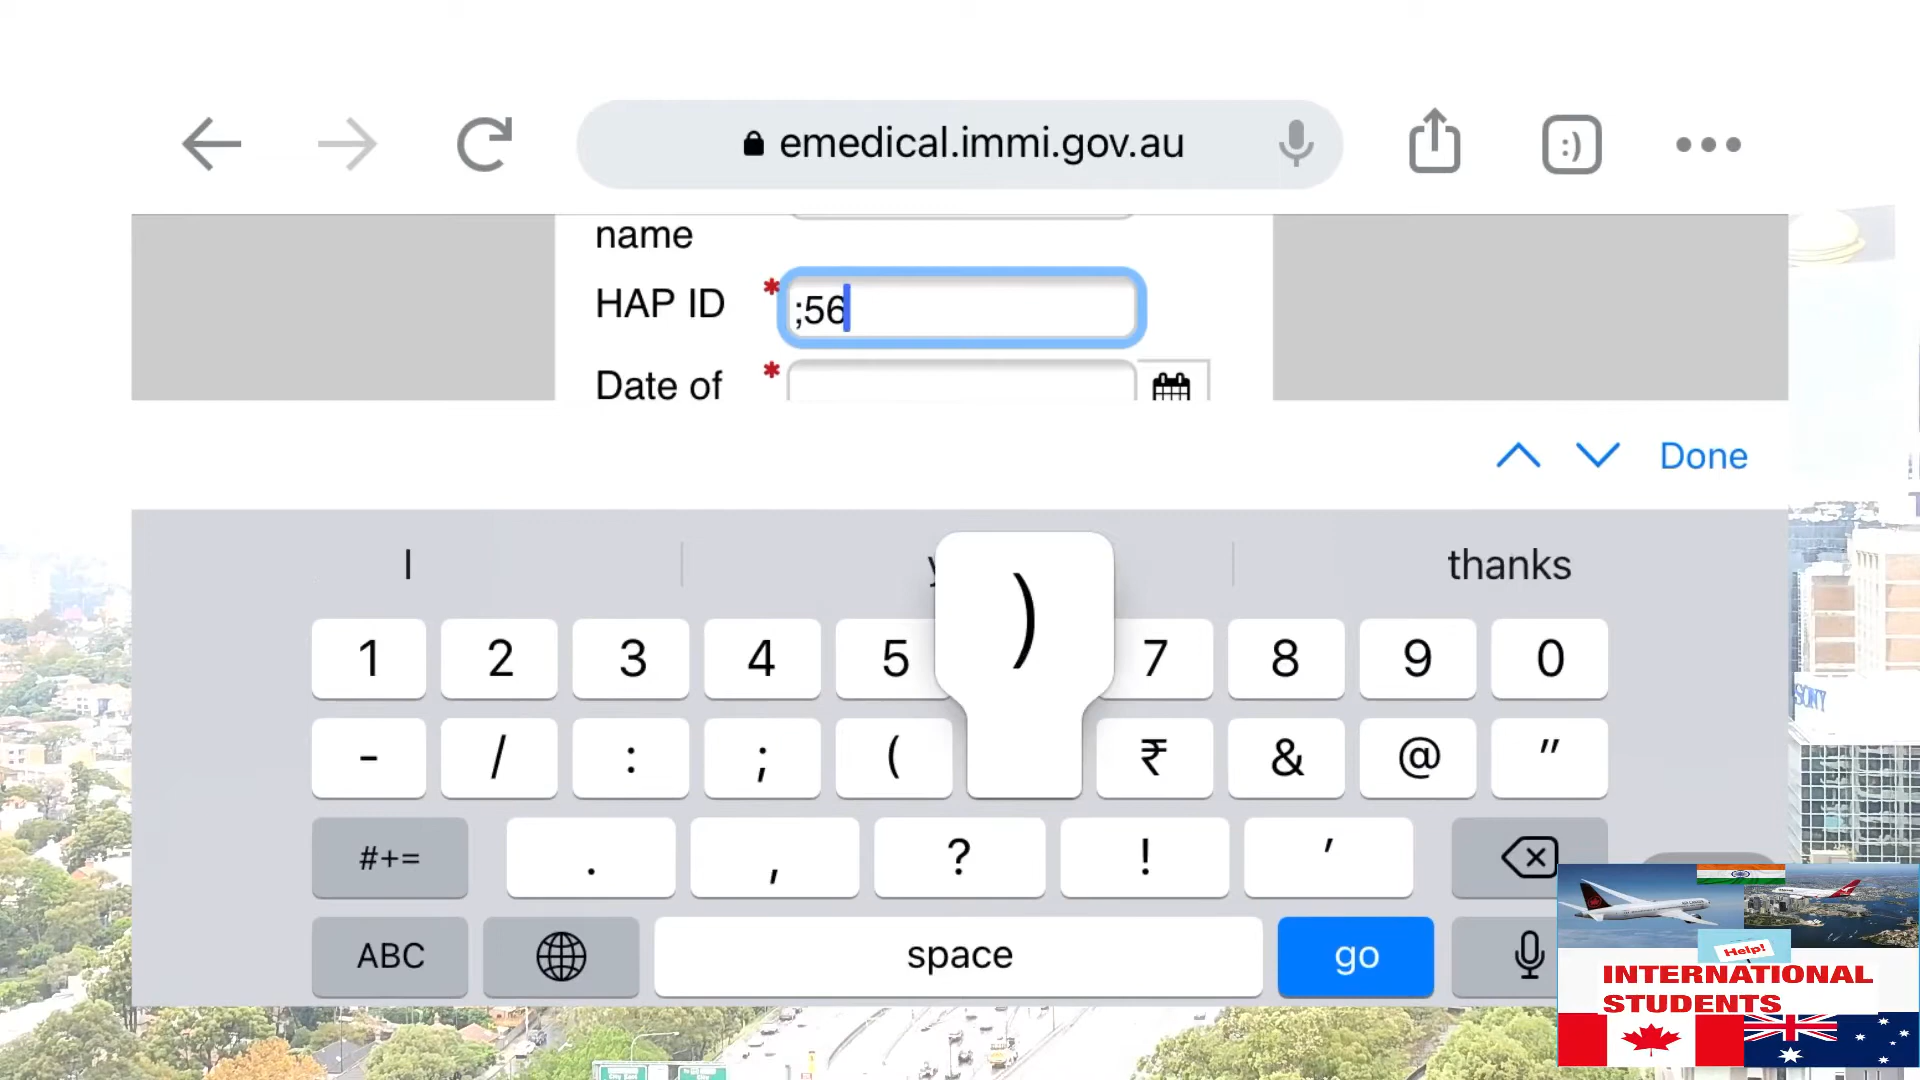 emedical.immi.gov.au
:)
name
HAP ID *
;56
Date of *
Done
I
thanks
1 2 3 4 5 ) 7 8 9 0
- / : ; ( ₹ & @ "
#+= . , ? ! '
ABC space go
Help!
INTERNATIONAL
STUDENTS
SONY